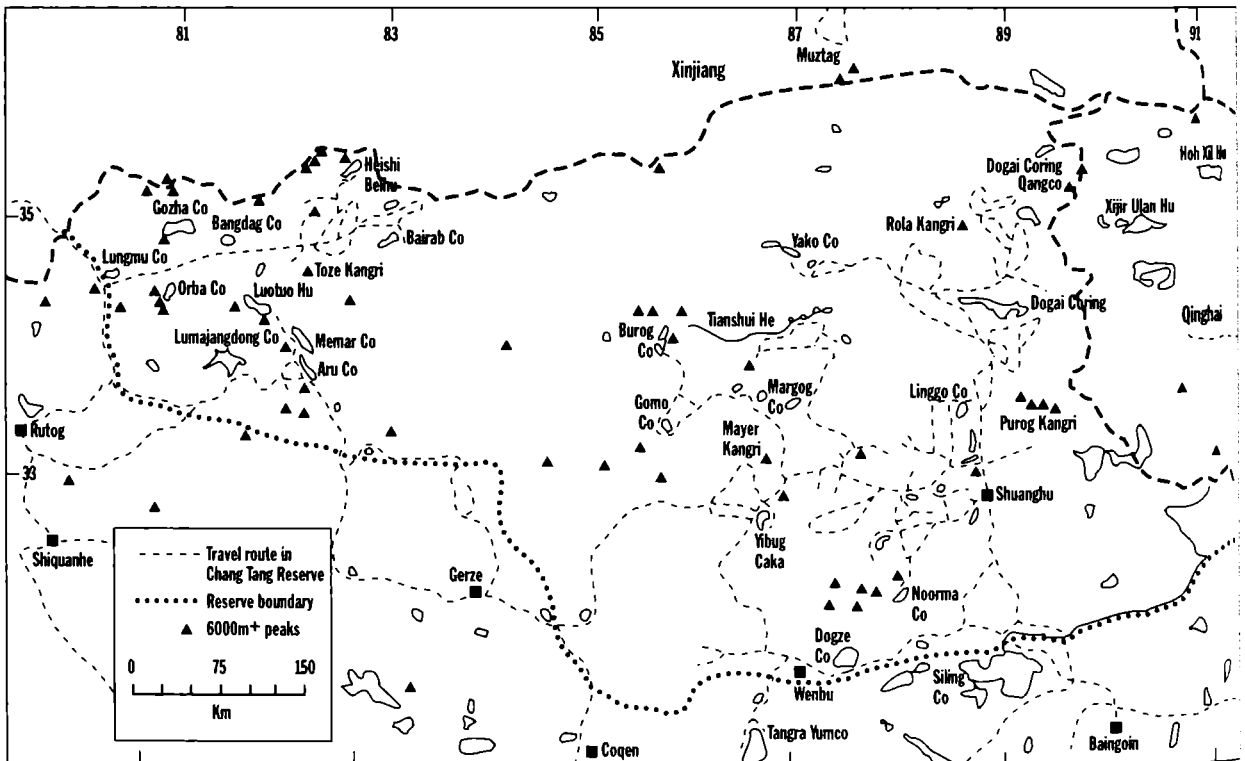 81
83
85
87
89
91
Muztag
Xinjiang
Heishi
Beihu
Dogai Coring
Qangco
Hoh Xil Hu
35
Gozha Co
Bangdag Co
Bairab Co
Yako Co
Rola Kangri
Xijir Ulan Hu
Lungmu Co
Toze Kangri
Orba Co
Luotuo Hu
Dogai Coring
Qinghai
Lumajangdong Co
Memar Co
Aru Co
Burog
Co
Tianshui He
Rutog
Gomo
Co
Margog
Co
Linggo Co
Mayer
Kangri
Purog Kangri
33
Shuanghu
Shiquanhe
Yibug
Caka
Gerze
Noorma
Co
Travel route in
Chang Tang Reserve
Reserve boundary
6000m+ peaks
0 75 150
Km
Dogze
Co
Wenbu
Siling
Co
Tangra Yumco
Coqen
Baingoin